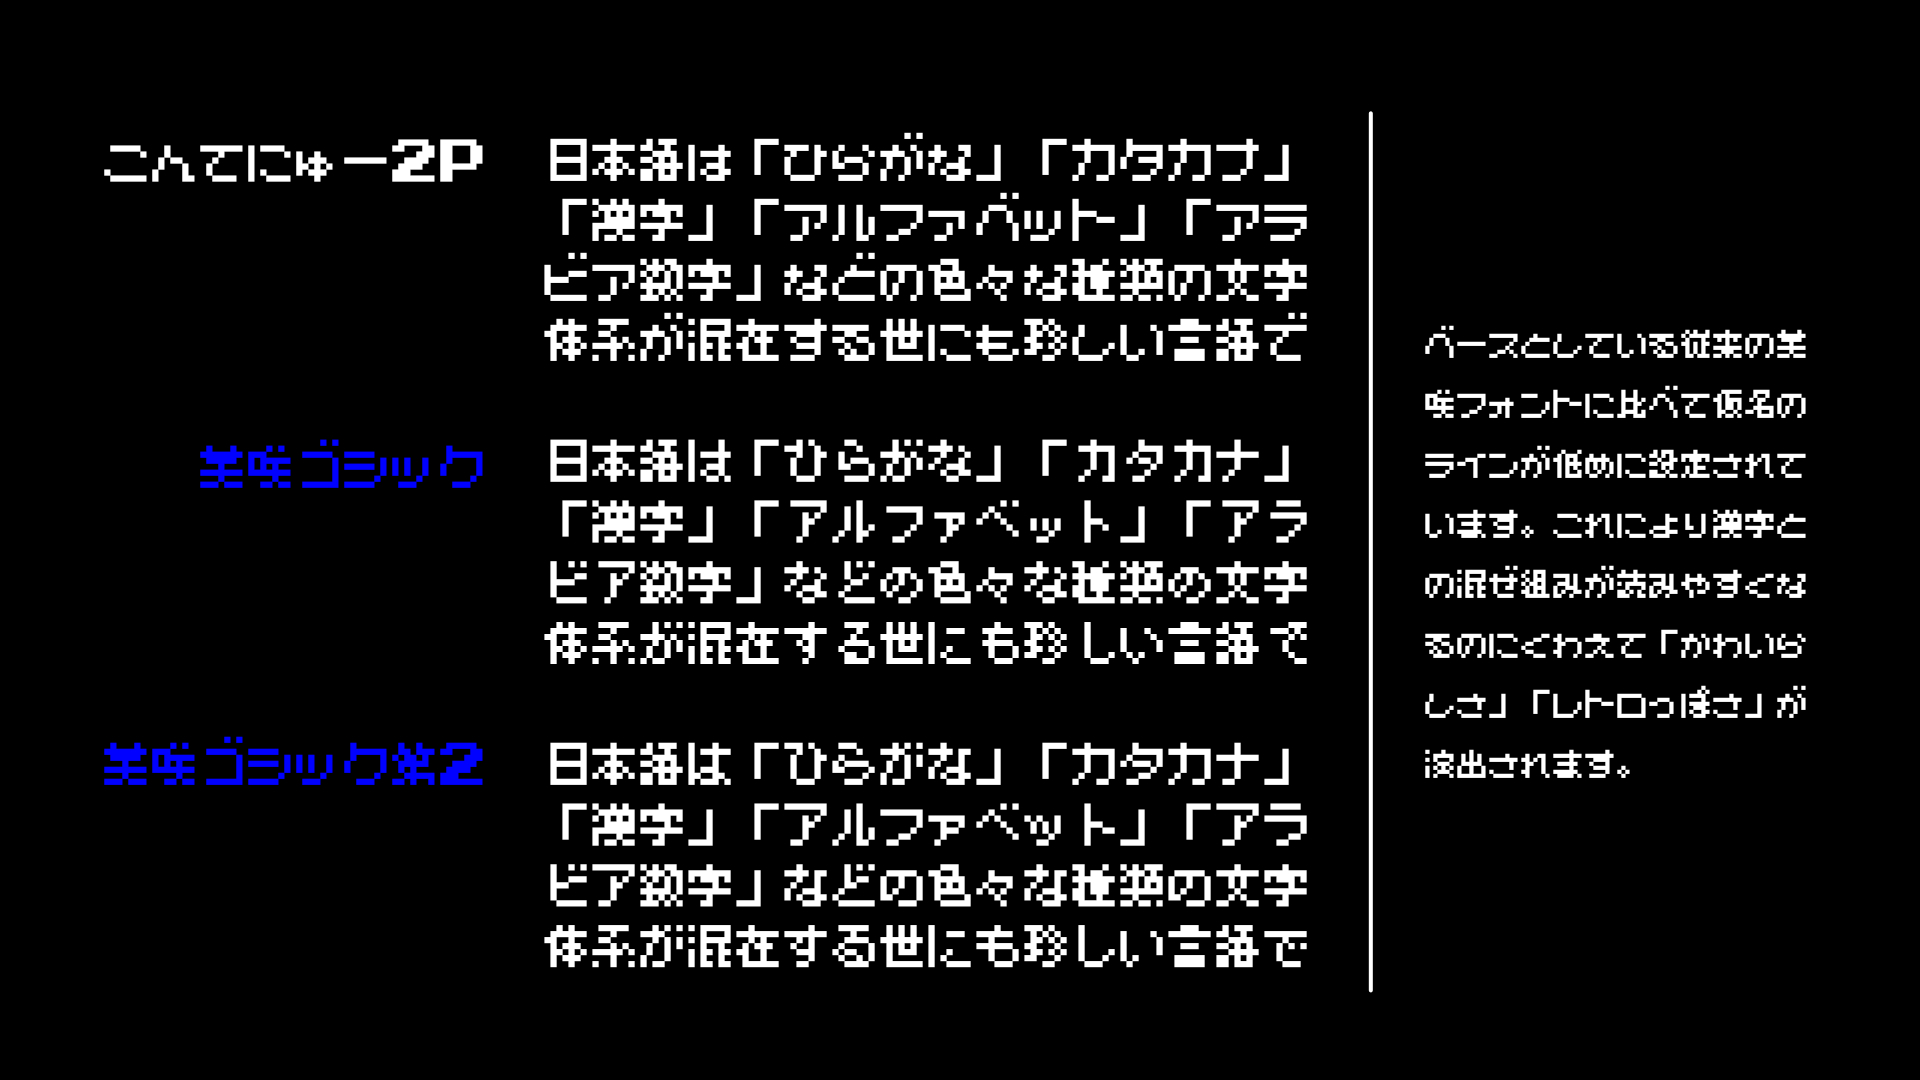 こんてにゅー2P
日本語は「ひらがな」「カタカナ」
「漢字」「アルファベット」「アラ
ビア数字」などの色々な種類の文字
体系が混在する世にも珍しい言語で
美咲ゴシック
日本語は「ひらがな」「カタカナ」
「漢字」「アルファベット」「アラ
ビア数字」などの色々な種類の文字
体系が混在する世にも珍しい言語で
美咲ゴシック第2
日本語は「ひらがな」「カタカナ」
「漢字」「アルファベット」「アラ
ビア数字」などの色々な種類の文字
体系が混在する世にも珍しい言語で
ベースとしている従来の美
咲フォントに比べて仮名の
ラインが低めに設定されて
います。これにより漢字と
の混ぜ組みが読みやすくな
るのにくわえて「かわいら
しさ」「レトロっぽさ」が
演出されます。